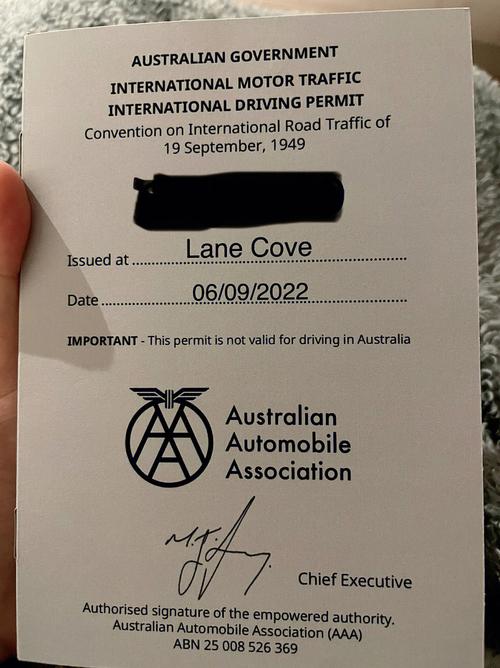 AUSTRALIAN GOVERNMENT
INTERNATIONAL MOTOR TRAFFIC
INTERNATIONAL DRIVING PERMIT
Convention on International Road Traffic of
19 September, 1949
Issued at Lane Cove
Date 06/09/2022
IMPORTANT - This permit is not valid for driving in Australia
AAA
Australian
Automobile
Association
Chief Executive
Authorised signature of the empowered authority.
Australian Automobile Association (AAA)
ABN 25 008 526 369